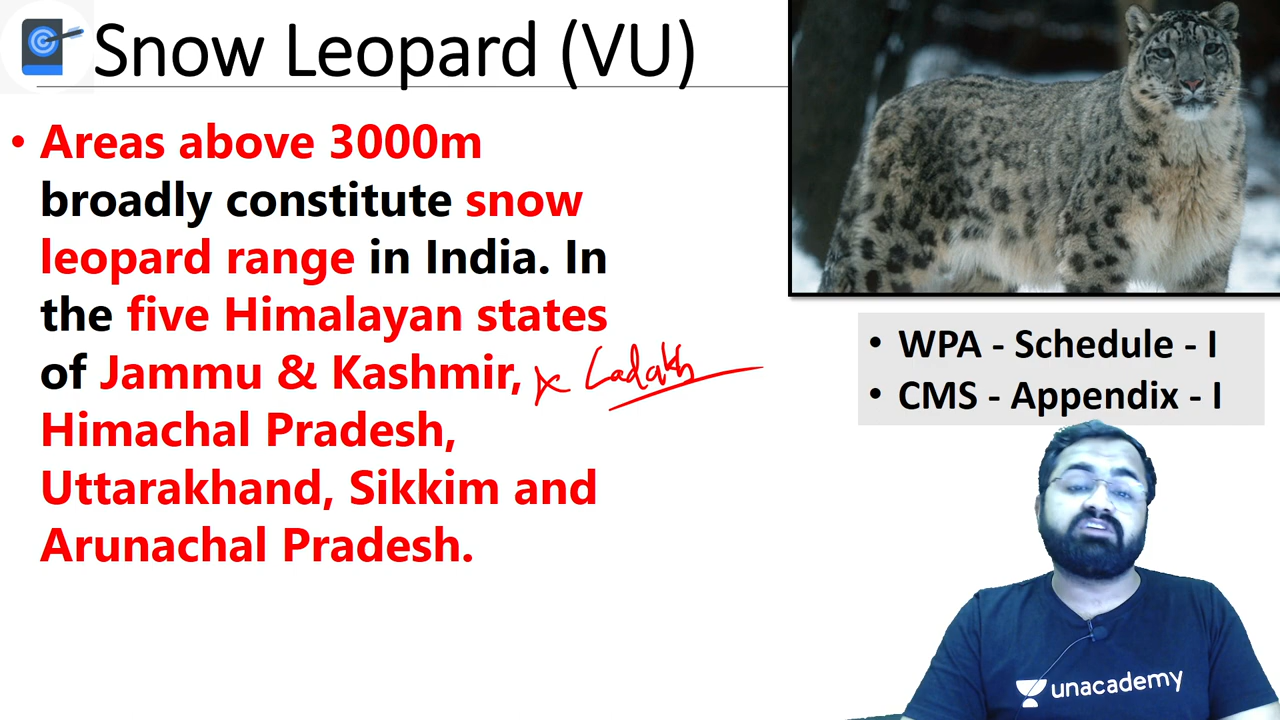 Snow Leopard (VU)
• Areas above 3000m
broadly constitute snow
leopard range in India. In
the five Himalayan states
of Jammu & Kashmir, Ladakh
Himachal Pradesh,
Uttarakhand, Sikkim and
Arunachal Pradesh.
• WPA - Schedule - I
• CMS - Appendix - I
unacademy